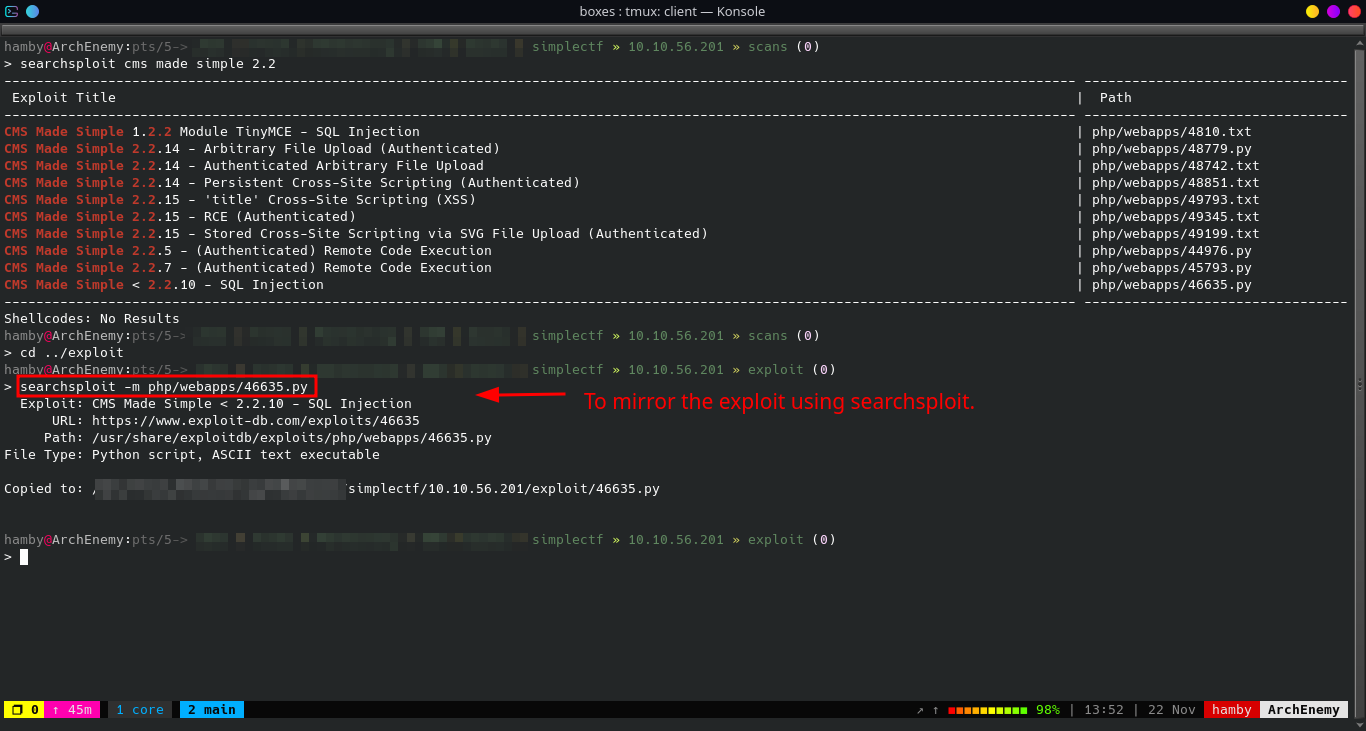 boxes : tmux: client — Konsole
hamby@ArchEnemy:pts/5-> simplectf » 10.10.56.201 » scans (0)
> searchsploit cms made simple 2.2
Exploit Title | Path
CMS Made Simple 1.2.2 Module TinyMCE - SQL Injection | php/webapps/4810.txt
CMS Made Simple 2.2.14 - Arbitrary File Upload (Authenticated) | php/webapps/48779.py
CMS Made Simple 2.2.14 - Authenticated Arbitrary File Upload | php/webapps/48742.txt
CMS Made Simple 2.2.14 - Persistent Cross-Site Scripting (Authenticated) | php/webapps/48851.txt
CMS Made Simple 2.2.15 - 'title' Cross-Site Scripting (XSS) | php/webapps/49793.txt
CMS Made Simple 2.2.15 - RCE (Authenticated) | php/webapps/49345.txt
CMS Made Simple 2.2.15 - Stored Cross-Site Scripting via SVG File Upload (Authenticated) | php/webapps/49199.txt
CMS Made Simple 2.2.5 - (Authenticated) Remote Code Execution | php/webapps/44976.py
CMS Made Simple 2.2.7 - (Authenticated) Remote Code Execution | php/webapps/45793.py
CMS Made Simple < 2.2.10 - SQL Injection | php/webapps/46635.py
Shellcodes: No Results
hamby@ArchEnemy:pts/5-> simplectf » 10.10.56.201 » scans (0)
> cd ../exploit
hamby@ArchEnemy:pts/5-> simplectf » 10.10.56.201 » exploit (0)
> searchsploit -m php/webapps/46635.py
To mirror the exploit using searchsploit.
Exploit: CMS Made Simple < 2.2.10 - SQL Injection
URL: https://www.exploit-db.com/exploits/46635
Path: /usr/share/exploitdb/exploits/php/webapps/46635.py
File Type: Python script, ASCII text executable
Copied to: / simplectf/10.10.56.201/exploit/46635.py
hamby@ArchEnemy:pts/5-> simplectf » 10.10.56.201 » exploit (0)
>
0 ↑ 45m 1 core 2 main ↗ ↑ 98% | 13:52 | 22 Nov hamby ArchEnemy